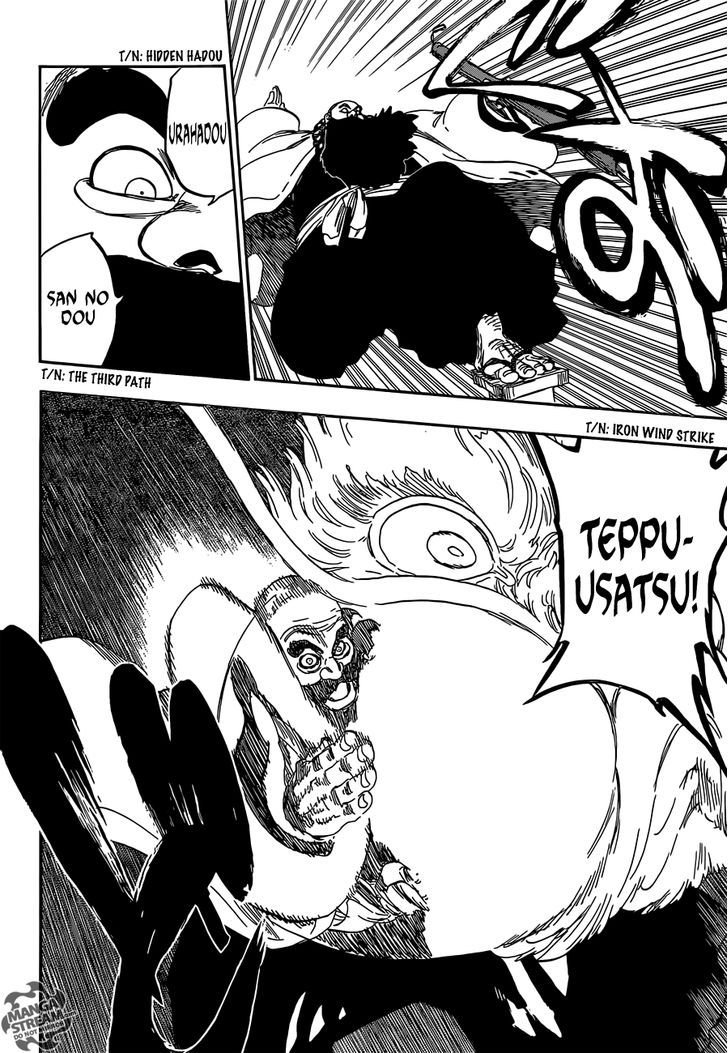 T/N: HIDDEN HADOU
URAHADOU
SAN NO
DOU
T/N: THE THIRD PATH
T/N: IRON WIND STRIKE
TEPPU-
USATSU!
MANGA
STREAM